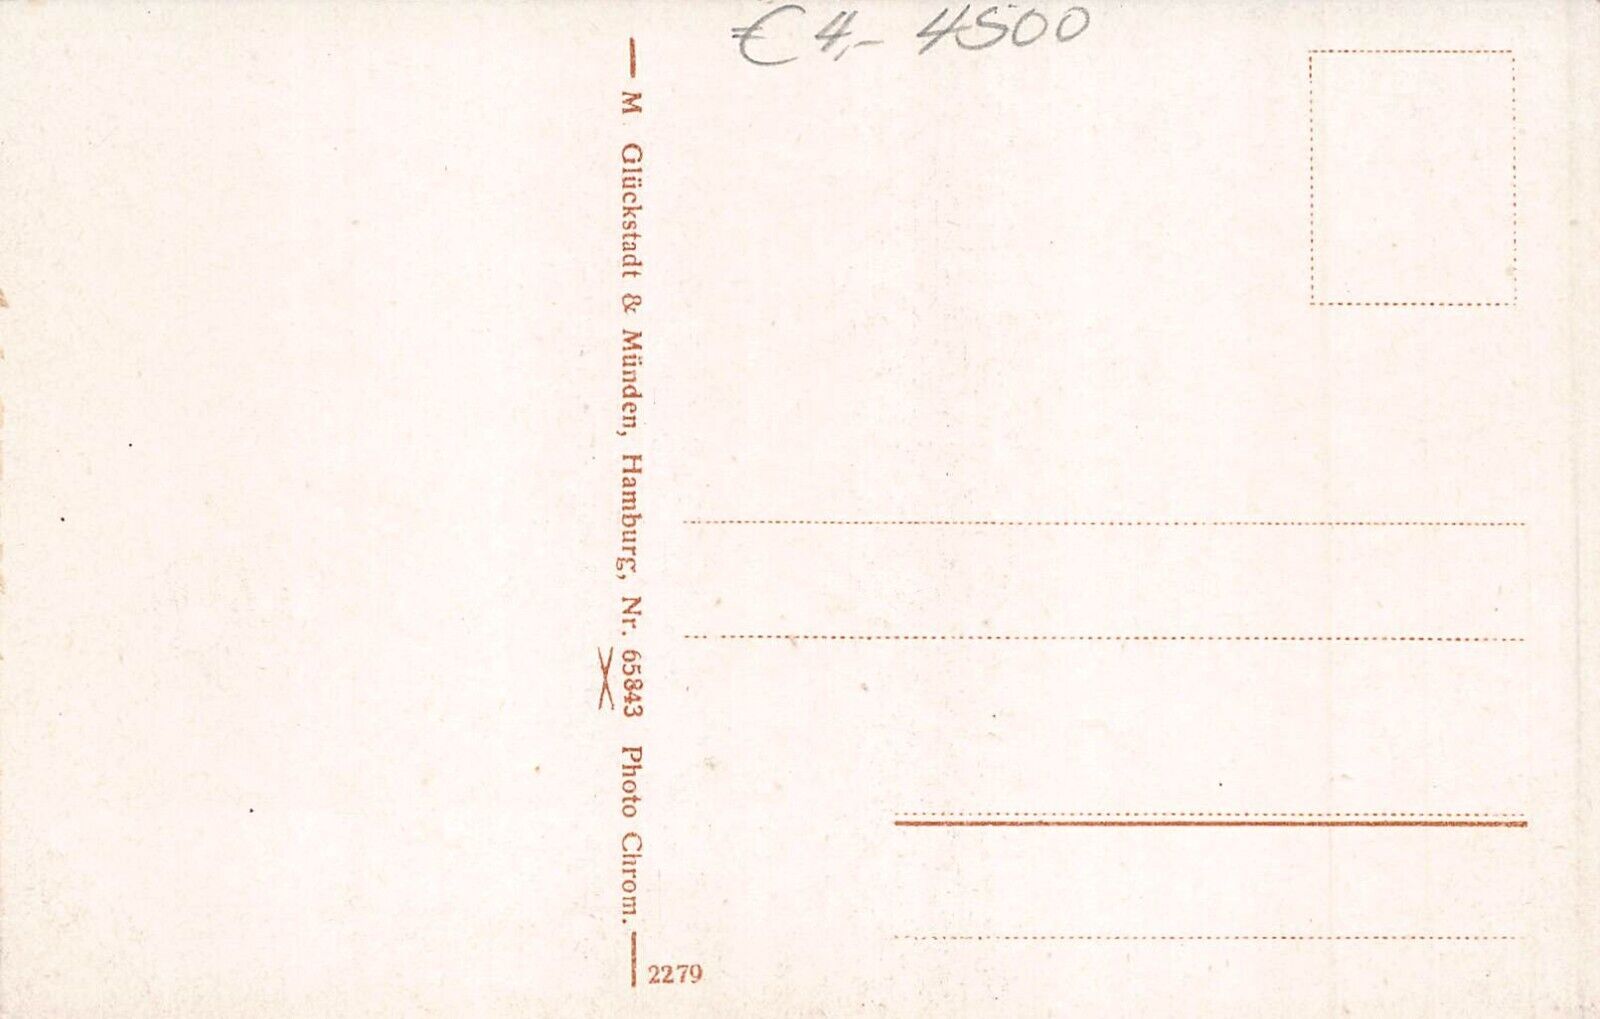 € 4,- 4500
M Glückstadt & Münden, Hamburg, Nr. 65843 Photo Chrom.
2279